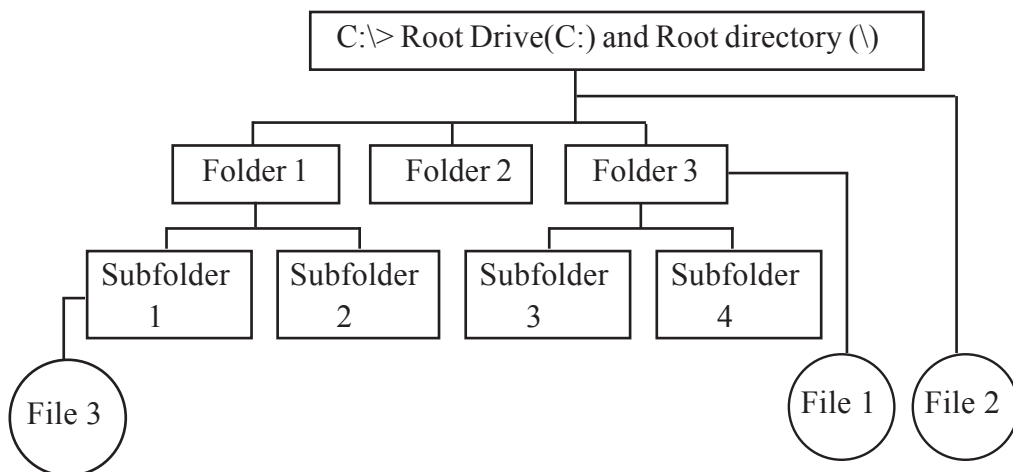 C:\> Root Drive(C:) and Root directory (\)
Folder 1
Folder 2
Folder 3
Subfolder
1
Subfolder
2
Subfolder
3
Subfolder
4
File 3
File 1
File 2